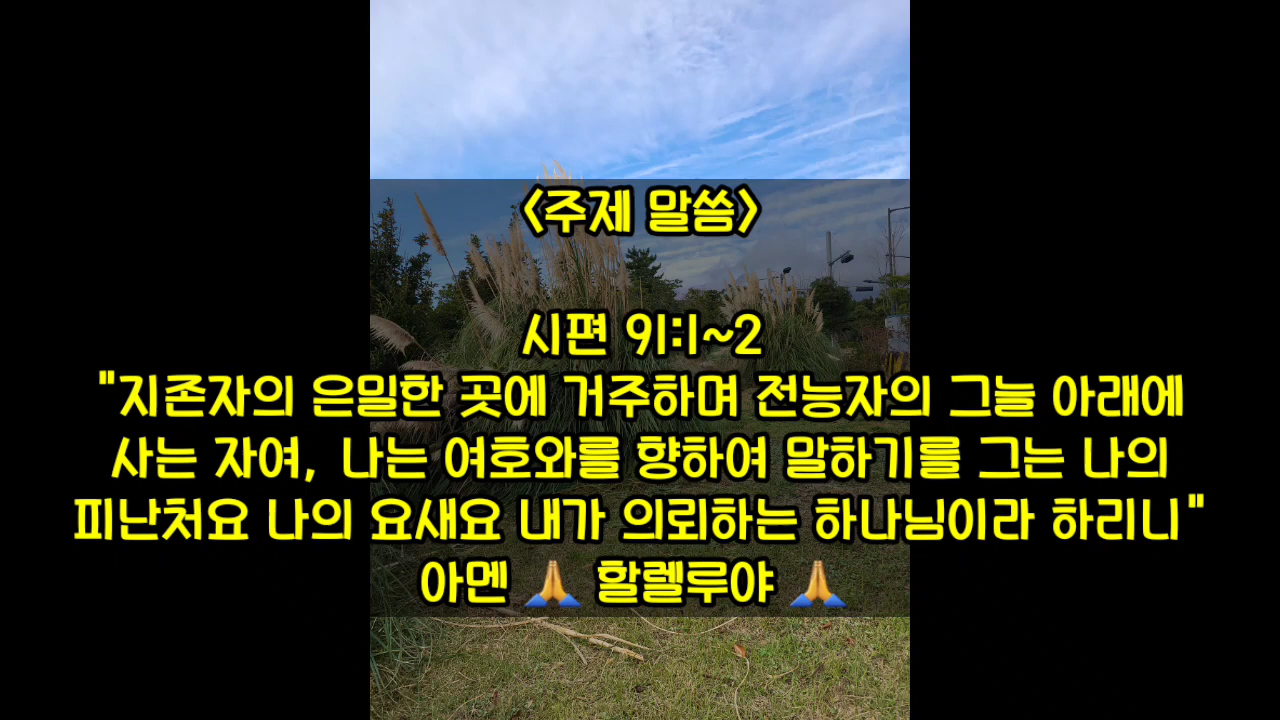 <주제 말씀>
시편 91:1~2
"지존자의 은밀한 곳에 거주하며 전능자의 그늘 아래에
사는 자여, 나는 여호와를 향하여 말하기를 그는 나의
피난처요 나의 요새요 내가 의뢰하는 하나님이라 하리니"
아멘 🙏 할렐루야 🙏